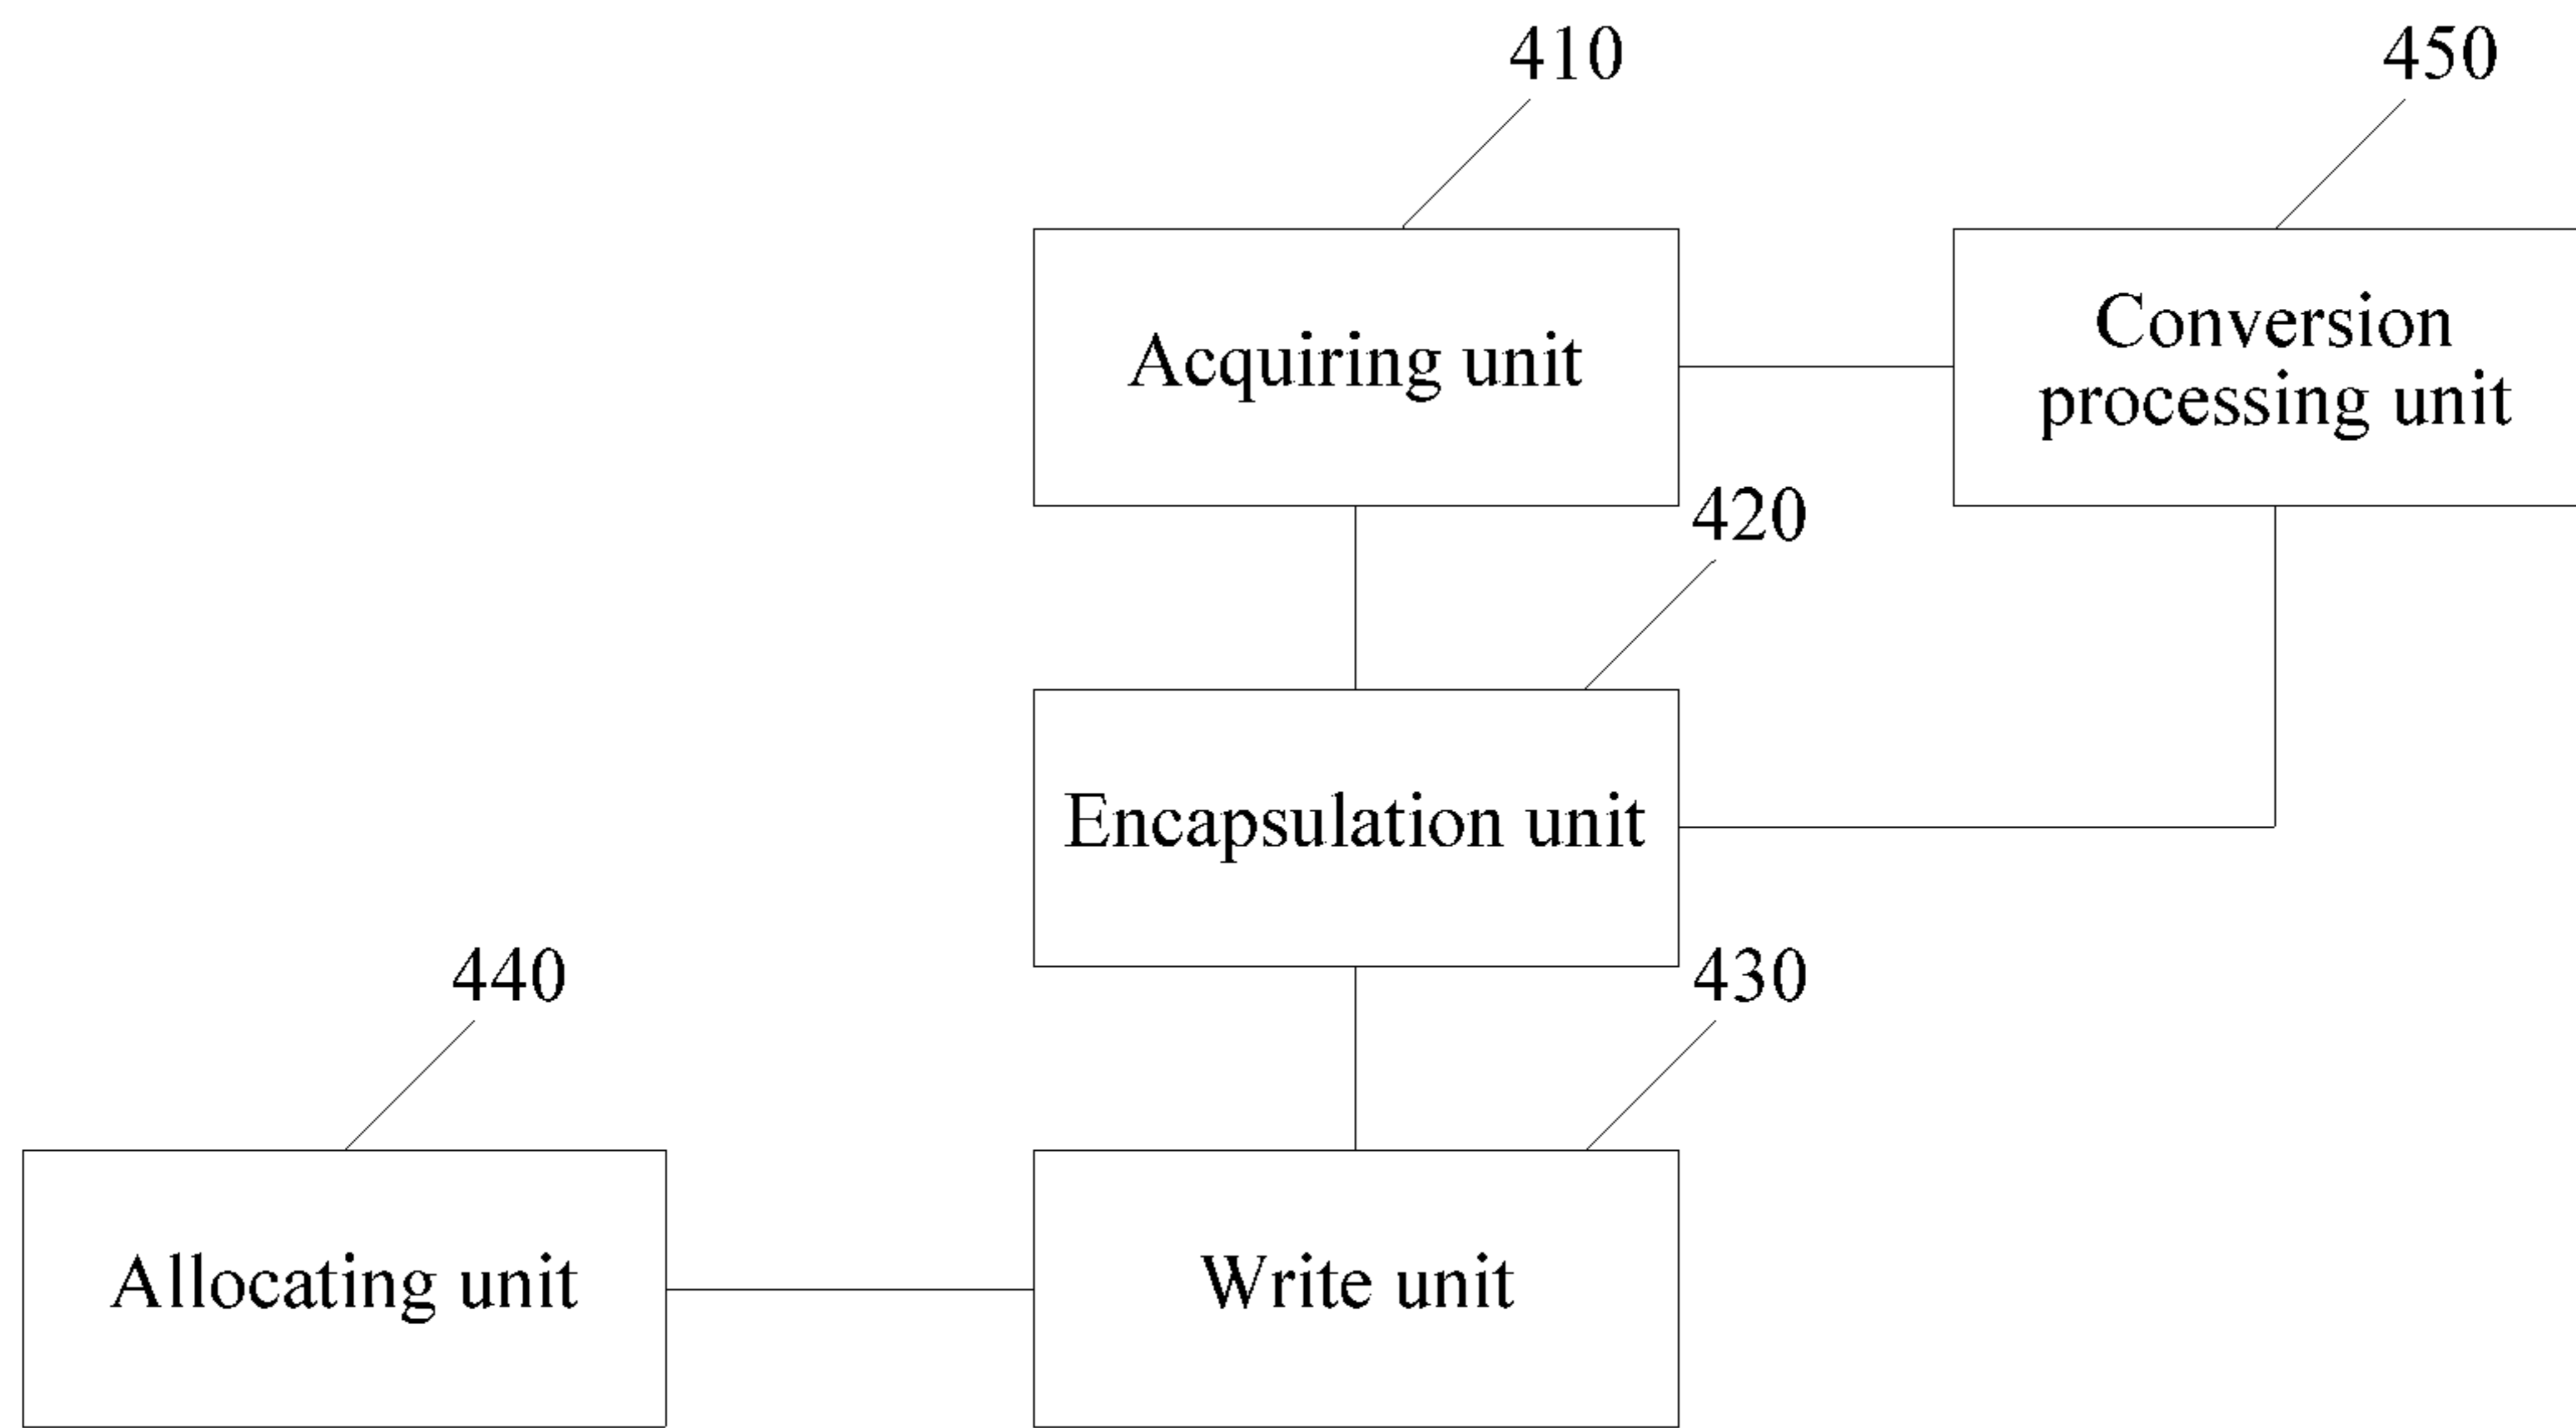 410
450
Acquiring unit
Conversion
processing unit
420
Encapsulation unit
440
430
Allocating unit
Write unit